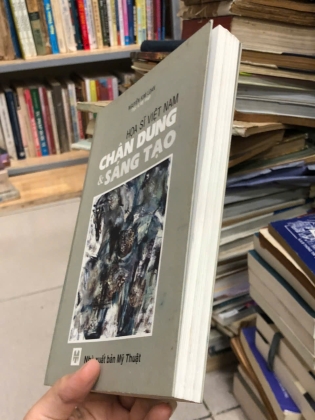 HỌA SĨ VIỆT NAM
CHÂN DUNG
& SÁNG TẠO
Nhà xuất bản Mỹ Thuật